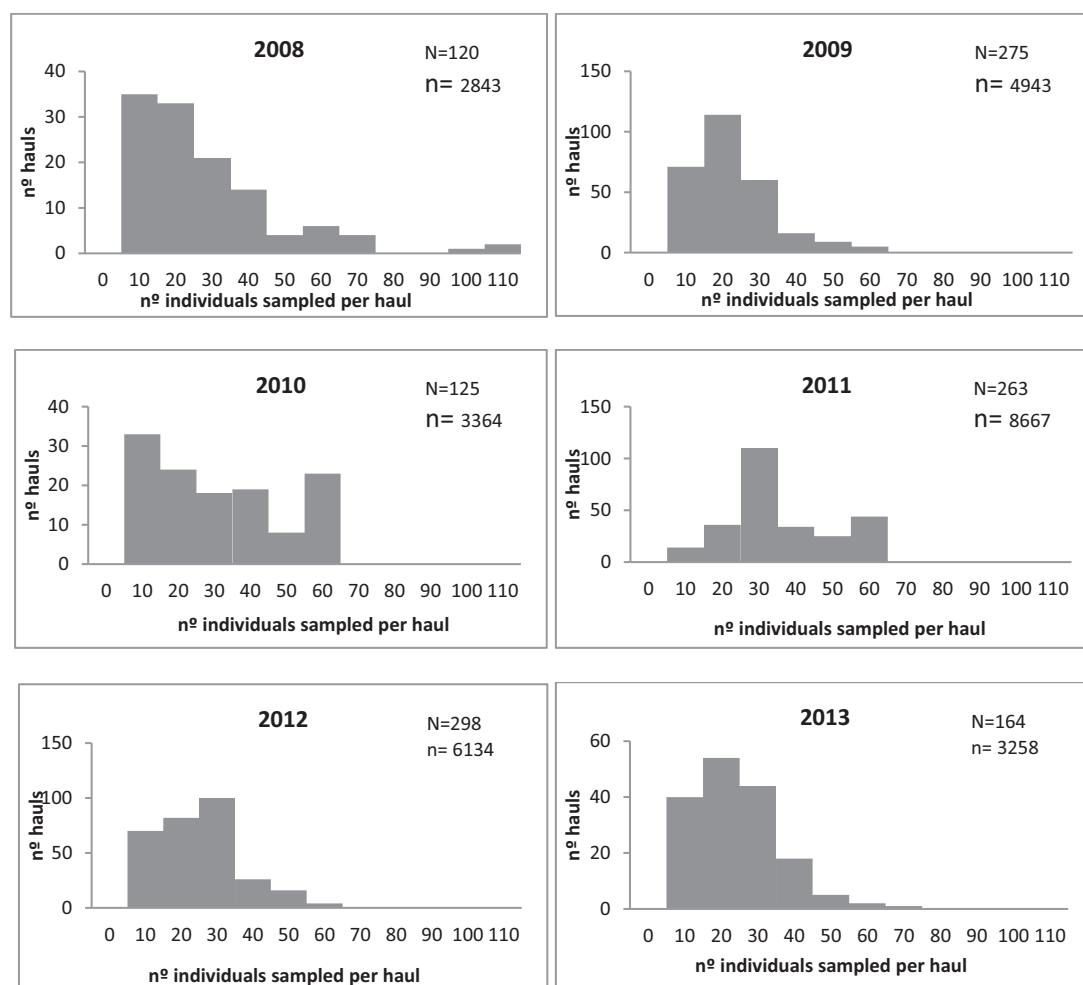 2008
N=120
n= 2843
40
30
20
10
0
nº hauls
0 10 20 30 40 50 60 70 80 90 100 110
nº individuals sampled per haul
2009
N=275
n= 4943
150
100
50
0
nº hauls
0 10 20 30 40 50 60 70 80 90 100 110
nº individuals sampled per haul
2010
N=125
n= 3364
40
30
20
10
0
nº hauls
0 10 20 30 40 50 60 70 80 90 100 110
nº individuals sampled per haul
2011
N=263
n= 8667
150
100
50
0
nº hauls
0 10 20 30 40 50 60 70 80 90 100 110
nº individuals sampled per haul
2012
N=298
n= 6134
150
100
50
0
nº hauls
0 10 20 30 40 50 60 70 80 90 100 110
nº individuals sampled per haul
2013
N=164
n= 3258
60
40
20
0
nº hauls
0 10 20 30 40 50 60 70 80 90 100 110
nº individuals sampled per haul